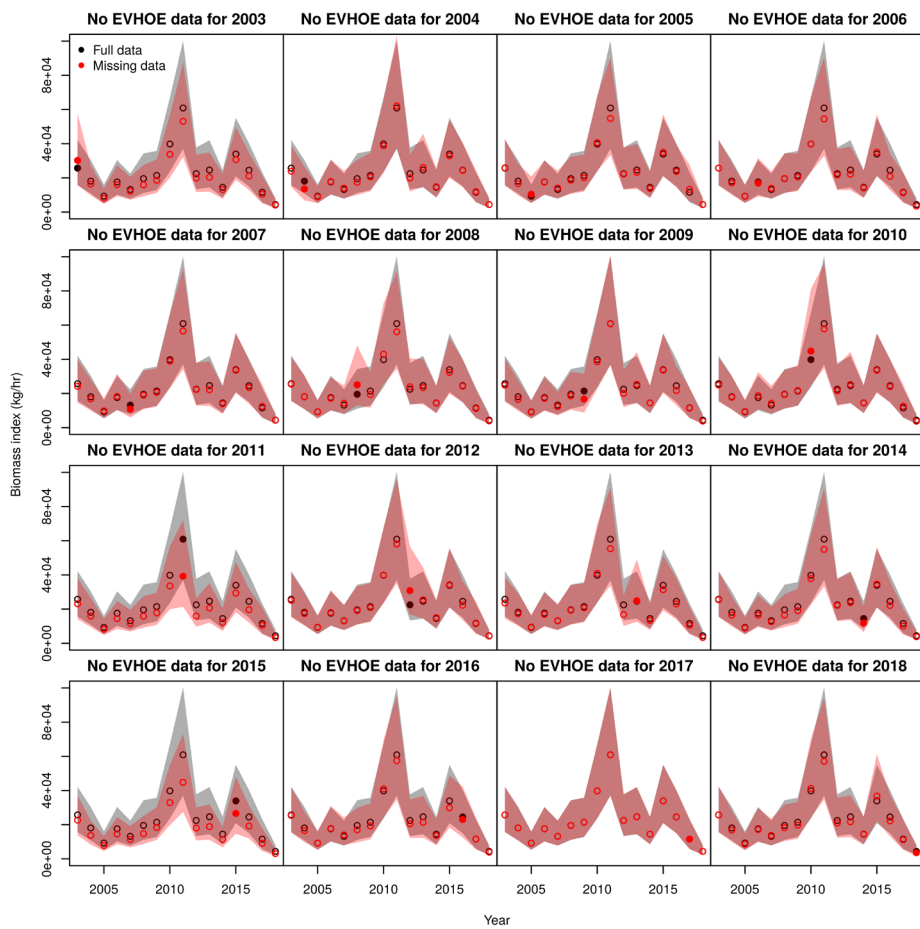 No EVHOE data for 2003
No EVHOE data for 2004
No EVHOE data for 2005
No EVHOE data for 2006
Full data
Missing data
0e+00 4e+04 8e+04
No EVHOE data for 2007
No EVHOE data for 2008
No EVHOE data for 2009
No EVHOE data for 2010
0e+00 4e+04 8e+04
Biomass index (kg/hr)
No EVHOE data for 2011
No EVHOE data for 2012
No EVHOE data for 2013
No EVHOE data for 2014
0e+00 4e+04 8e+04
No EVHOE data for 2015
No EVHOE data for 2016
No EVHOE data for 2017
No EVHOE data for 2018
0e+00 4e+04 8e+04
2005 2010 2015
2005 2010 2015
2005 2010 2015
2005 2010 2015
Year